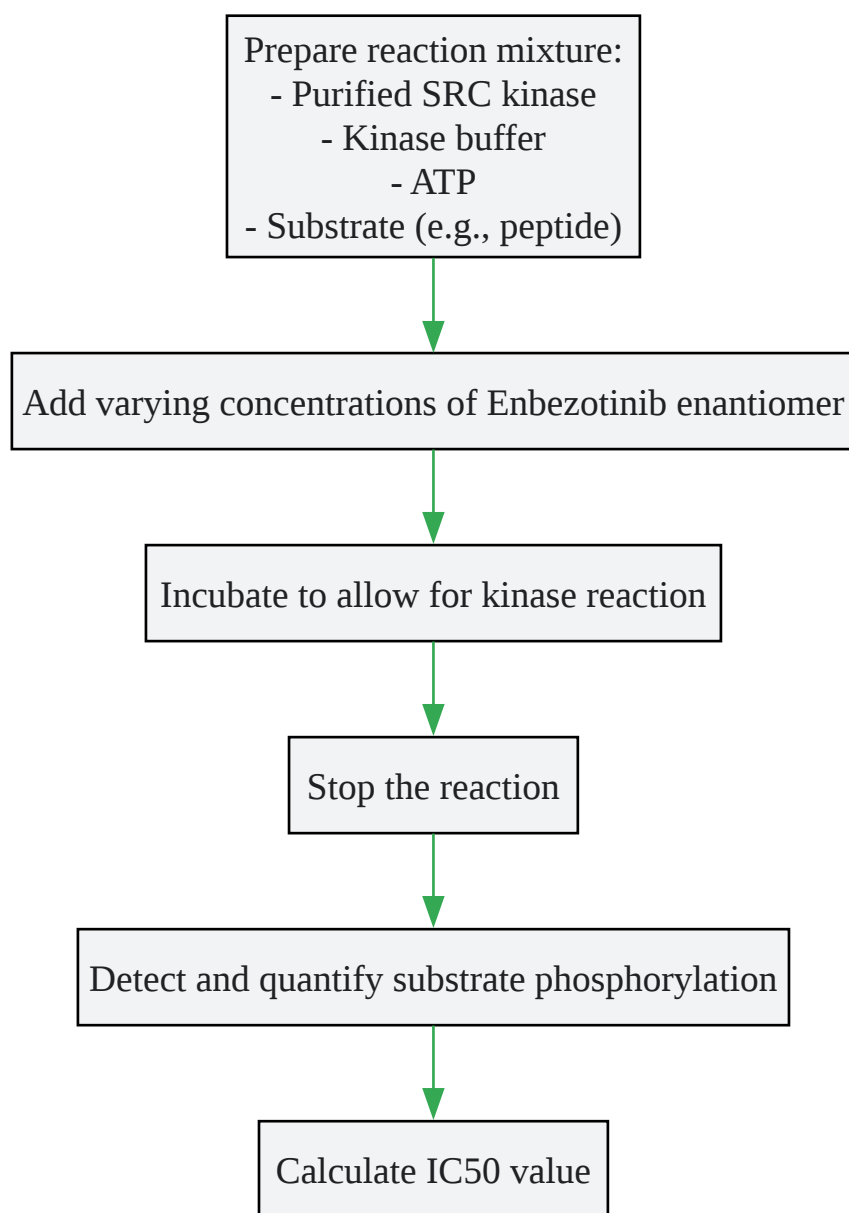 Prepare reaction mixture:
- Purified SRC kinase
- Kinase buffer
- ATP
- Substrate (e.g., peptide)
Add varying concentrations of Enbezotinib enantiomer
Incubate to allow for kinase reaction
Stop the reaction
Detect and quantify substrate phosphorylation
Calculate IC50 value